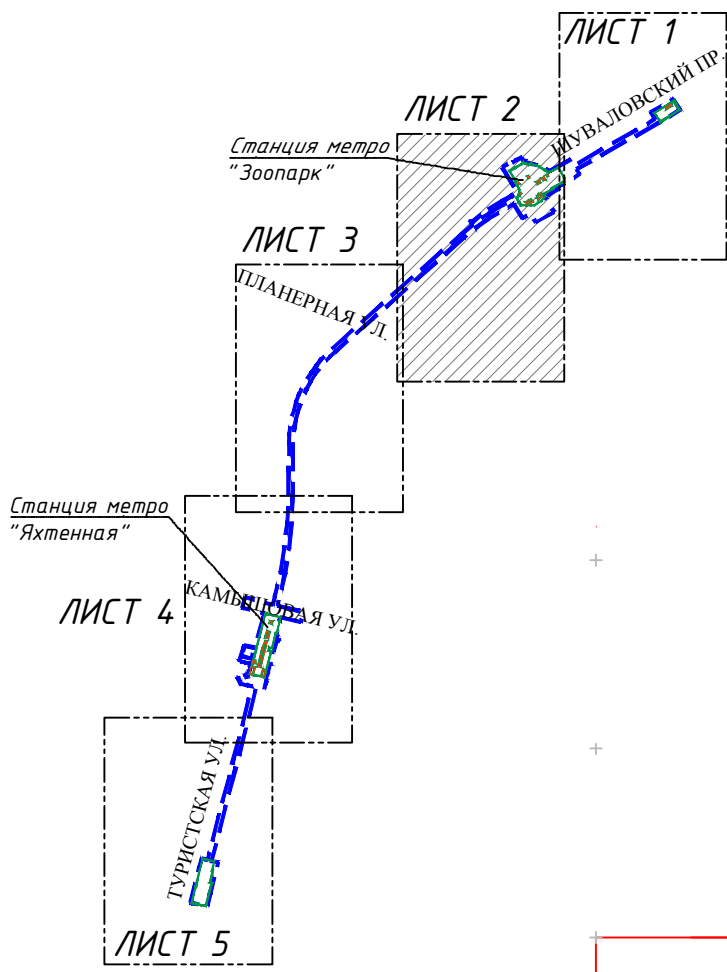 ЛИСТ 1
ШУВАЛОВСКИЙ ПР.
ЛИСТ 2
Станция метро
"Зоопарк"
ЛИСТ 3
ПЛАНЕРНАЯ УЛ.
Станция метро
"Яхтенная"
КАМЫШОВАЯ УЛ.
ЛИСТ 4
ТУРИСТСКАЯ УЛ.
ЛИСТ 5